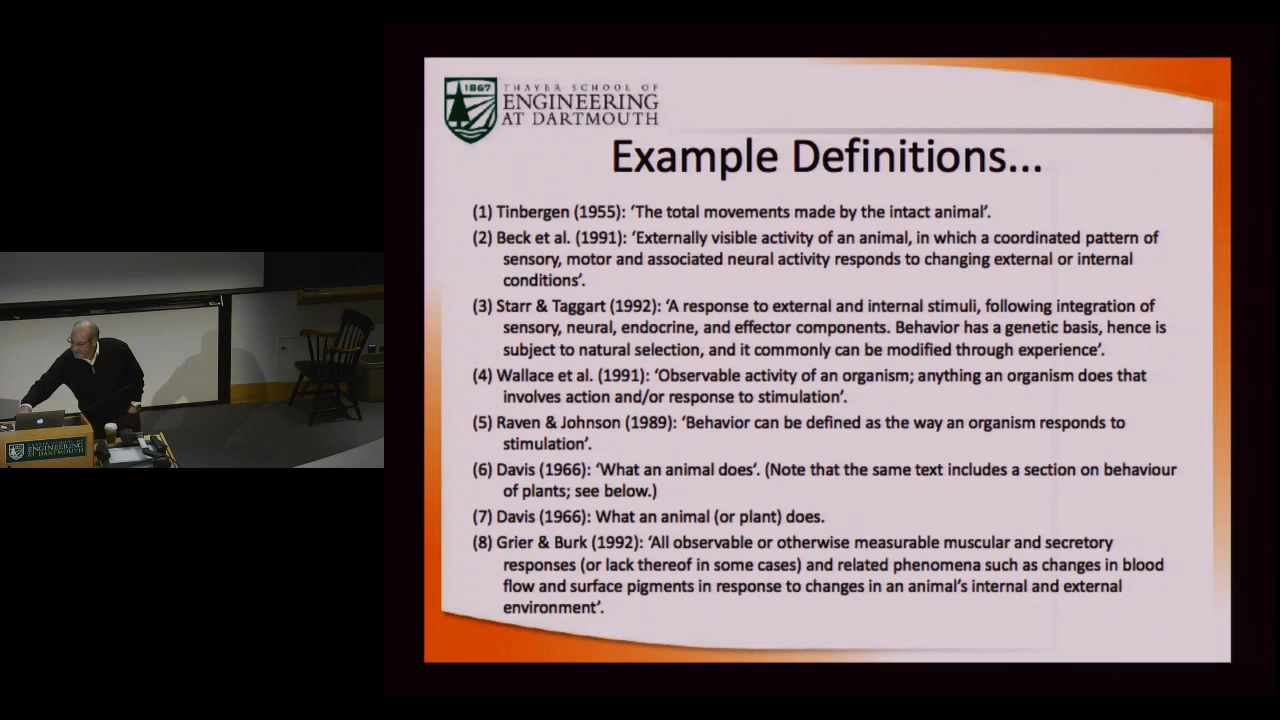 1867
THAYER SCHOOL OF
ENGINEERING
AT DARTMOUTH
Example Definitions...
(1) Tinbergen (1955): ‘The total movements made by the intact animal’.
(2) Beck et al. (1991): ‘Externally visible activity of an animal, in which a coordinated pattern of
sensory, motor and associated neural activity responds to changing external or internal
conditions’.
(3) Starr & Taggart (1992): ‘A response to external and internal stimuli, following integration of
sensory, neural, endocrine, and effector components. Behavior has a genetic basis, hence is
subject to natural selection, and it commonly can be modified through experience’.
(4) Wallace et al. (1991): ‘Observable activity of an organism; anything an organism does that
involves action and/or response to stimulation’.
(5) Raven & Johnson (1989): ‘Behavior can be defined as the way an organism responds to
stimulation’.
(6) Davis (1966): ‘What an animal does’. (Note that the same text includes a section on behaviour
of plants; see below.)
(7) Davis (1966): What an animal (or plant) does.
(8) Grier & Burk (1992): ‘All observable or otherwise measurable muscular and secretory
responses (or lack thereof in some cases) and related phenomena such as changes in blood
flow and surface pigments in response to changes in an animal’s internal and external
environment’.
THAYER SCHOOL OF
ENGINEERING
AT DARTMOUTH